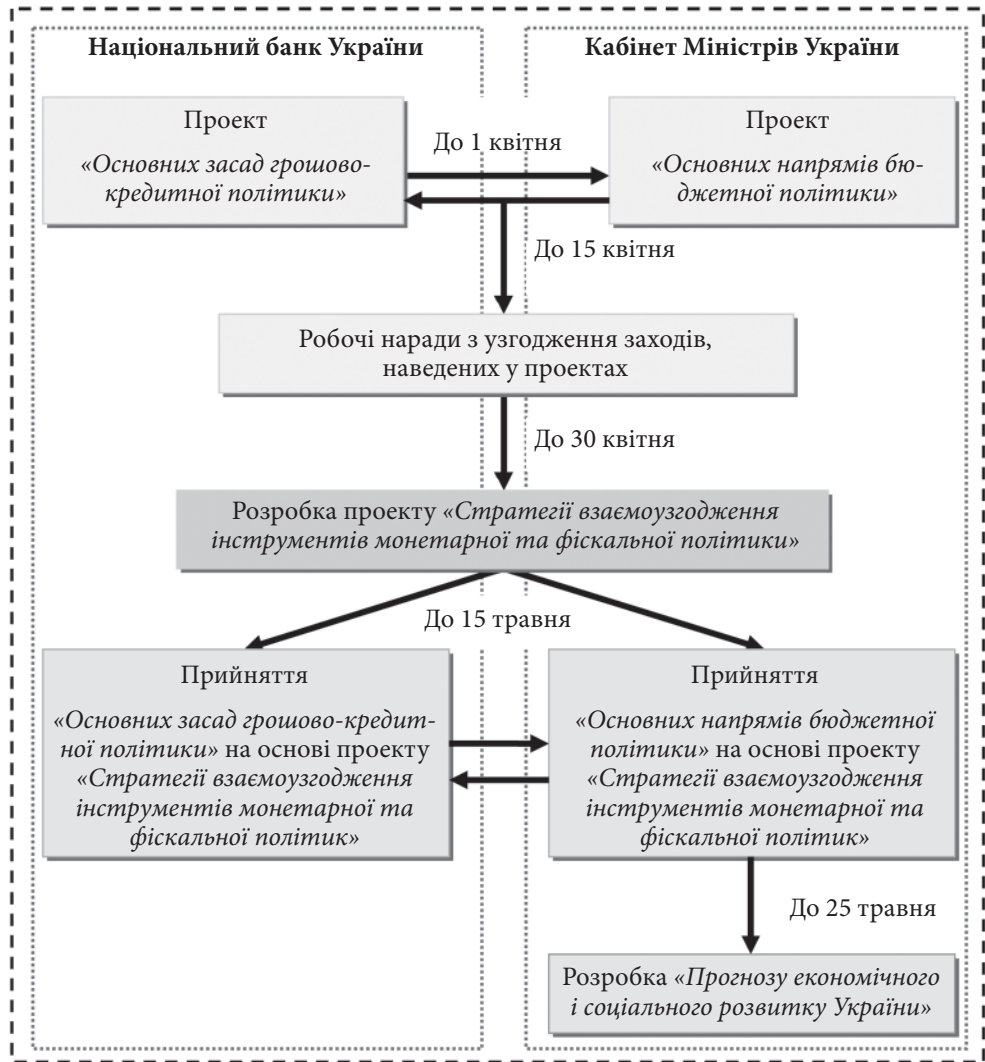 Національний банк України
Кабінет Міністрів України
Проект
«Основних засад грошово-
кредитної політики»
До 1 квітня
Проект
«Основних напрямів бю-
джетної політики»
До 15 квітня
Робочі наради з узгодження заходів,
наведених у проектах
До 30 квітня
Розробка проекту «Стратегії взаємоузгодження
інструментів монетарної та фіскальної політики»
До 15 травня
Прийняття
«Основних засад грошово-кредит-
ної політики» на основі проекту
«Стратегії взаємоузгодження
інструментів монетарної та
фіскальної політик»
Прийняття
«Основних напрямів бюджетної
політики» на основі проекту
«Стратегії взаємоузгодження
інструментів монетарної та
фіскальної політик»
До 25 травня
Розробка «Прогнозу економічного
і соціального розвитку України»